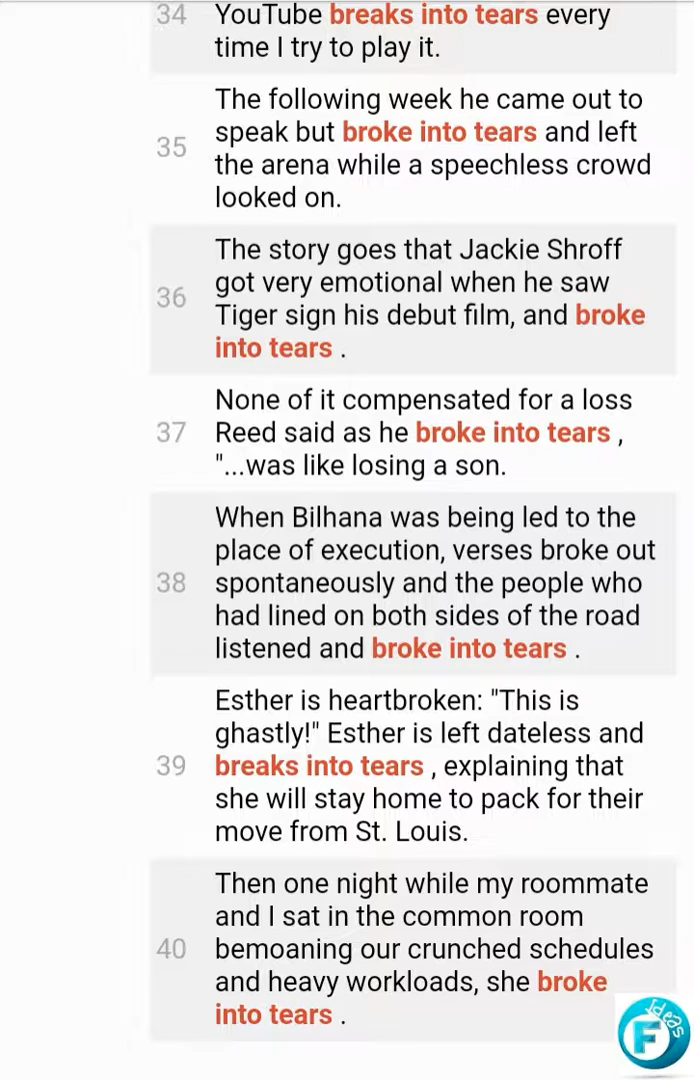 34 YouTube breaks into tears every
time I try to play it.
The following week he came out to
35 speak but broke into tears and left
the arena while a speechless crowd
looked on.
The story goes that Jackie Shroff
36 got very emotional when he saw
Tiger sign his debut film, and broke
into tears .
None of it compensated for a loss
37 Reed said as he broke into tears ,
"...was like losing a son.
When Bilhana was being led to the
place of execution, verses broke out
38 spontaneously and the people who
had lined on both sides of the road
listened and broke into tears .
Esther is heartbroken: "This is
ghastly!" Esther is left dateless and
39 breaks into tears , explaining that
she will stay home to pack for their
move from St. Louis.
Then one night while my roommate
and I sat in the common room
40 bemoaning our crunched schedules
and heavy workloads, she broke
into tears .
Ideas
F